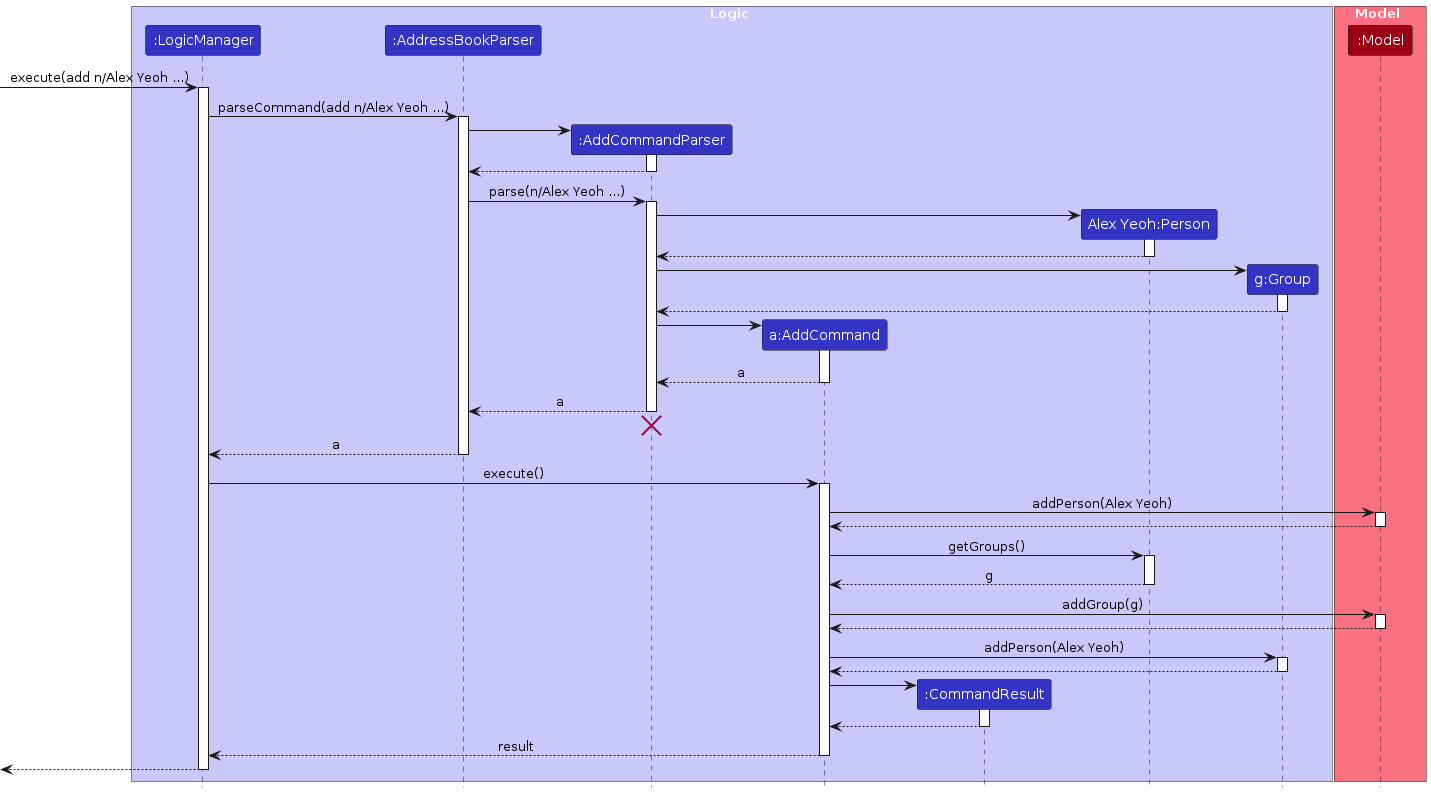 Logic
Model
:LogicManager
:AddressBookParser
:Model
execute(add n/Alex Yeoh ...)
parseCommand(add n/Alex Yeoh ...)
:AddCommandParser
parse(n/Alex Yeoh ...)
Alex Yeoh:Person
g:Group
a:AddCommand
a
a
a
execute()
addPerson(Alex Yeoh)
getGroups()
g
addGroup(g)
addPerson(Alex Yeoh)
:CommandResult
result